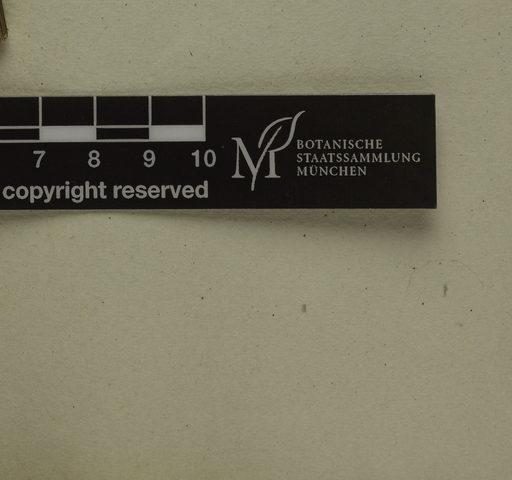 7 8 9 10
copyright reserved
M
BOTANISCHE
STAATSSAMMLUNG
MÜNCHEN